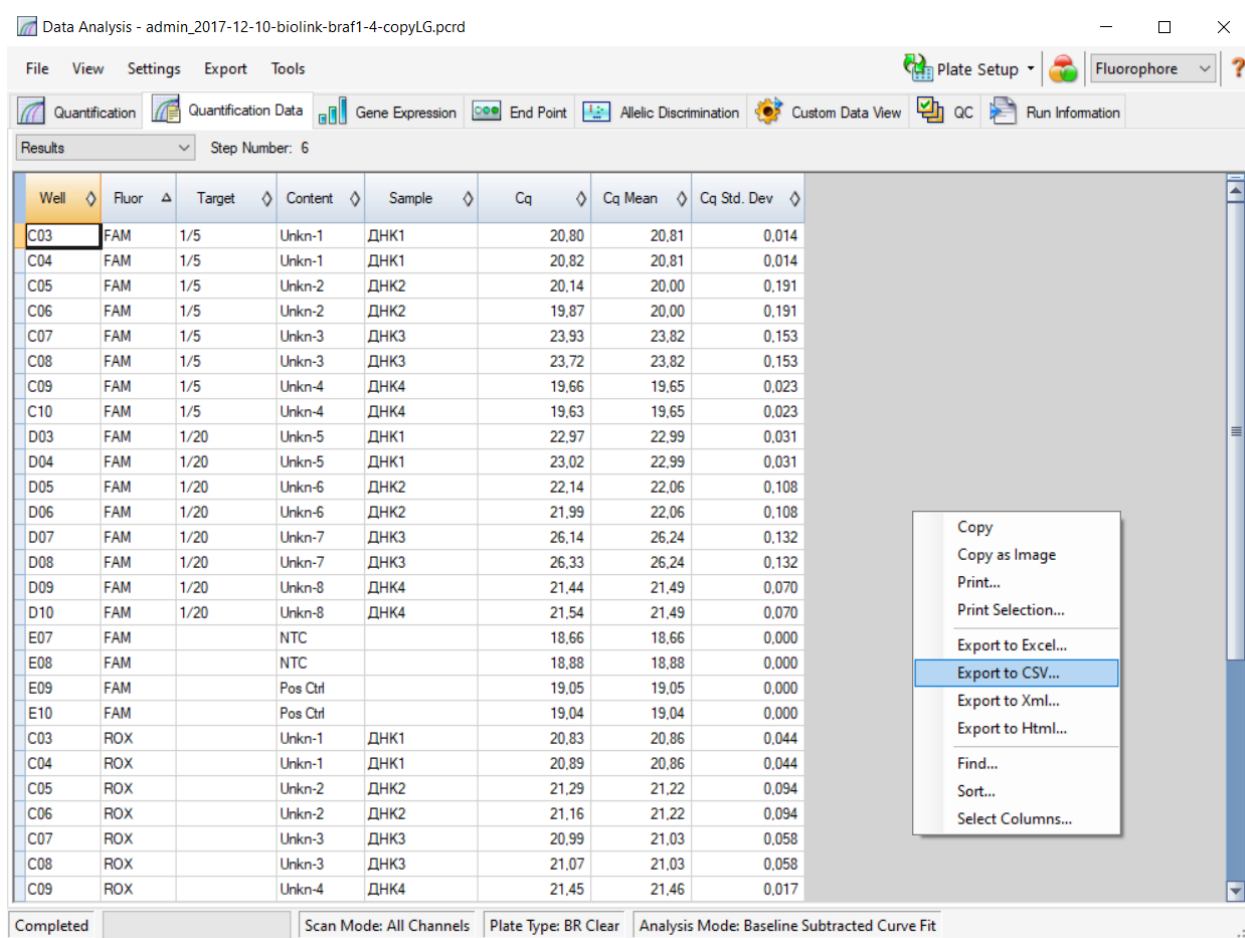 Data Analysis - admin_2017-12-10-biolink-braf1-4-copyLG.pcrd
File View Settings Export Tools Plate Setup Fluorophore ?
Quantification Quantification Data Gene Expression End Point Allelic Discrimination Custom Data View QC Run Information
Results Step Number: 6
Well Fluor Target Content Sample Cq Cq Mean Cq Std. Dev
C03 FAM 1/5 Unkn-1 ДНК1 20,80 20,81 0,014
C04 FAM 1/5 Unkn-1 ДНК1 20,82 20,81 0,014
C05 FAM 1/5 Unkn-2 ДНК2 20,14 20,00 0,191
C06 FAM 1/5 Unkn-2 ДНК2 19,87 20,00 0,191
C07 FAM 1/5 Unkn-3 ДНК3 23,93 23,82 0,153
C08 FAM 1/5 Unkn-3 ДНК3 23,72 23,82 0,153
C09 FAM 1/5 Unkn-4 ДНК4 19,66 19,65 0,023
C10 FAM 1/5 Unkn-4 ДНК4 19,63 19,65 0,023
D03 FAM 1/20 Unkn-5 ДНК1 22,97 22,99 0,031
D04 FAM 1/20 Unkn-5 ДНК1 23,02 22,99 0,031
D05 FAM 1/20 Unkn-6 ДНК2 22,14 22,06 0,108
D06 FAM 1/20 Unkn-6 ДНК2 21,99 22,06 0,108
D07 FAM 1/20 Unkn-7 ДНК3 26,14 26,24 0,132
D08 FAM 1/20 Unkn-7 ДНК3 26,33 26,24 0,132
D09 FAM 1/20 Unkn-8 ДНК4 21,44 21,49 0,070
D10 FAM 1/20 Unkn-8 ДНК4 21,54 21,49 0,070
E07 FAM NTC 18,66 18,66 0,000
E08 FAM NTC 18,88 18,88 0,000
E09 FAM Pos Ctrl 19,05 19,05 0,000
E10 FAM Pos Ctrl 19,04 19,04 0,000
C03 ROX Unkn-1 ДНК1 20,83 20,86 0,044
C04 ROX Unkn-1 ДНК1 20,89 20,86 0,044
C05 ROX Unkn-2 ДНК2 21,29 21,22 0,094
C06 ROX Unkn-2 ДНК2 21,16 21,22 0,094
C07 ROX Unkn-3 ДНК3 20,99 21,03 0,058
C08 ROX Unkn-3 ДНК3 21,07 21,03 0,058
C09 ROX Unkn-4 ДНК4 21,45 21,46 0,017
Copy
Copy as Image
Print...
Print Selection...
Export to Excel...
Export to CSV...
Export to Xml...
Export to Html...
Find...
Sort...
Select Columns...
Completed Scan Mode: All Channels Plate Type: BR Clear Analysis Mode: Baseline Subtracted Curve Fit